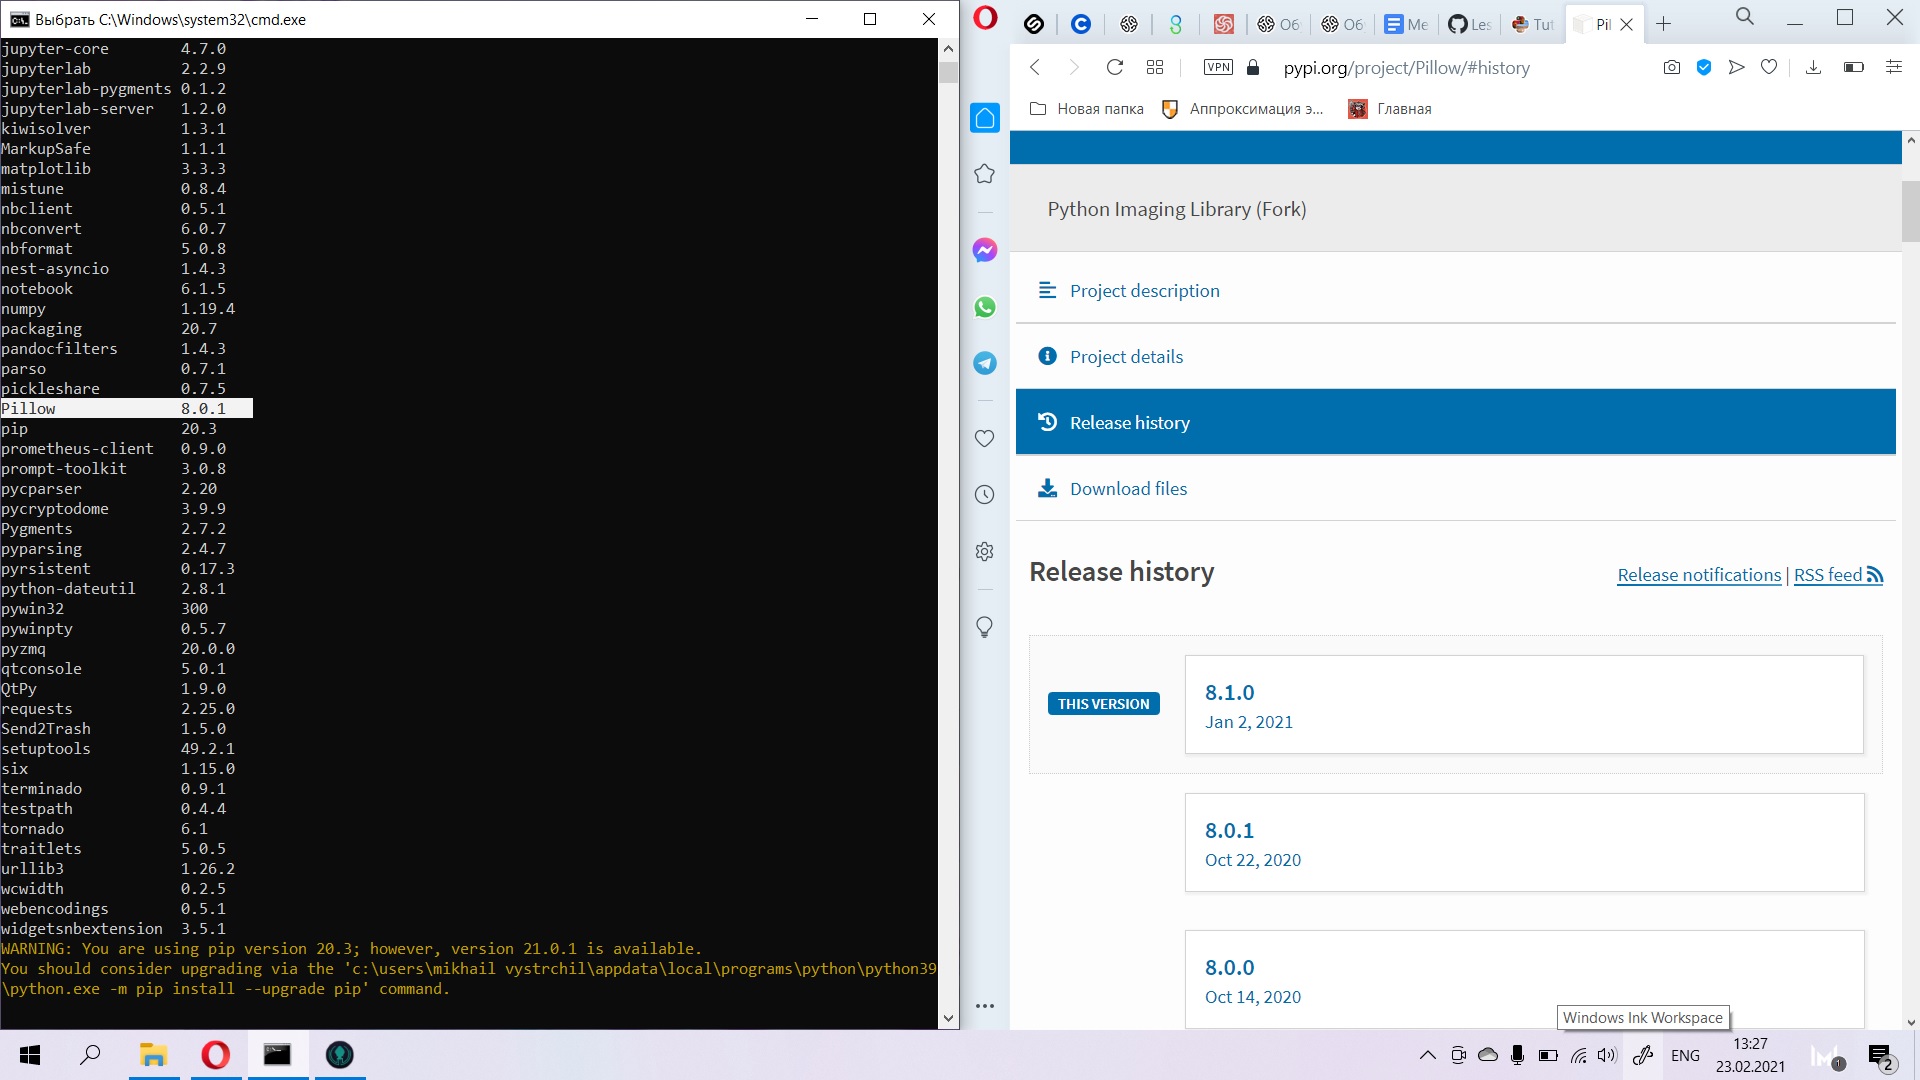 Выбрать C:\Windows\system32\cmd.exe
jupyter-core 4.7.0
jupyterlab 2.2.9
jupyterlab-pygments 0.1.2
jupyterlab-server 1.2.0
kiwisolver 1.3.1
MarkupSafe 1.1.1
matplotlib 3.3.3
mistune 0.8.4
nbclient 0.5.1
nbconvert 6.0.7
nbformat 5.0.8
nest-asyncio 1.4.3
notebook 6.1.5
numpy 1.19.4
packaging 20.7
pandocfilters 1.4.3
parso 0.7.1
pickleshare 0.7.5
Pillow 8.0.1
pip 20.3
prometheus-client 0.9.0
prompt-toolkit 3.0.8
pycparser 2.20
pycryptodome 3.9.9
Pygments 2.7.2
pyparsing 2.4.7
pyrsistent 0.17.3
python-dateutil 2.8.1
pywin32 300
pywinpty 0.5.7
pyzmq 20.0.0
qtconsole 5.0.1
QtPy 1.9.0
requests 2.25.0
Send2Trash 1.5.0
setuptools 49.2.1
six 1.15.0
terminado 0.9.1
testpath 0.4.4
tornado 6.1
traitlets 5.0.5
urllib3 1.26.2
wcwidth 0.2.5
webencodings 0.5.1
widgetsnbextension 3.5.1
WARNING: You are using pip version 20.3; however, version 21.0.1 is available.
You should consider upgrading via the 'c:\users\mikhail vystrchil\appdata\local\programs\python\python39
\python.exe -m pip install --upgrade pip' command.
Об Об Me Les Tut Pil
VPN pypi.org/project/Pillow/#history
Новая папка Аппроксимация э... Главная
Python Imaging Library (Fork)
Project description
Project details
Release history
Download files
Release history
Release notifications | RSS feed
THIS VERSION
8.1.0
Jan 2, 2021
8.0.1
Oct 22, 2020
8.0.0
Oct 14, 2020
Windows Ink Workspace
ENG
13:27
23.02.2021
1
2